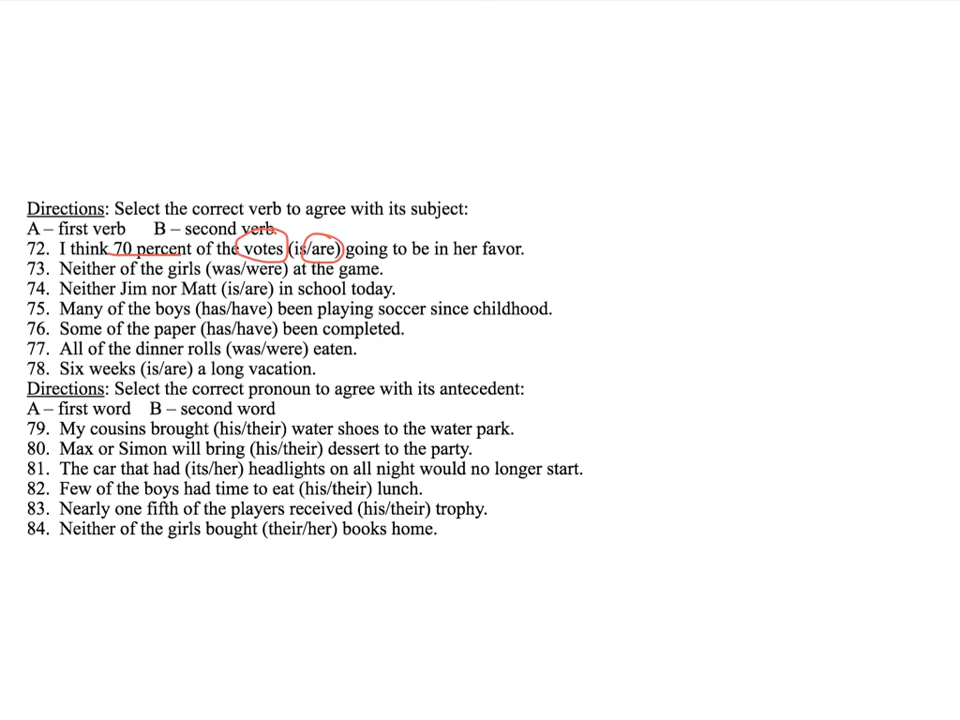 Directions: Select the correct verb to agree with its subject:
A – first verb B – second verb
72. I think 70 percent of the votes (is/are) going to be in her favor.
73. Neither of the girls (was/were) at the game.
74. Neither Jim nor Matt (is/are) in school today.
75. Many of the boys (has/have) been playing soccer since childhood.
76. Some of the paper (has/have) been completed.
77. All of the dinner rolls (was/were) eaten.
78. Six weeks (is/are) a long vacation.
Directions: Select the correct pronoun to agree with its antecedent:
A – first word B – second word
79. My cousins brought (his/their) water shoes to the water park.
80. Max or Simon will bring (his/their) dessert to the party.
81. The car that had (its/her) headlights on all night would no longer start.
82. Few of the boys had time to eat (his/their) lunch.
83. Nearly one fifth of the players received (his/their) trophy.
84. Neither of the girls bought (their/her) books home.